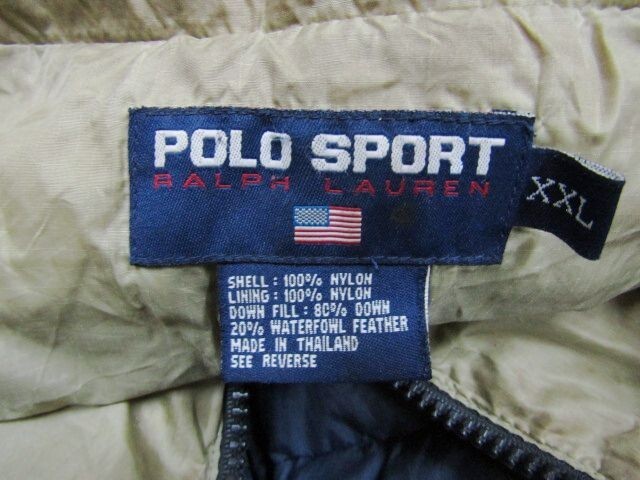 POLO SPORT
RALPH LAUREN
XXL
SHELL: 100% NYLON
LINING: 100% NYLON
DOWN FILL: 80% DOWN
20% WATERFOWL FEATHER
MADE IN THAILAND
SEE REVERSE